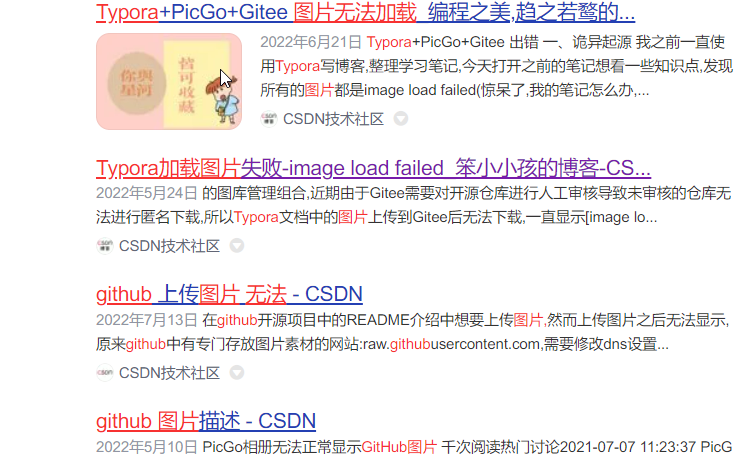 Typora+PicGo+Gitee 图片无法加载_编程之美,趋之若鹜的...
你與星河
皆可收藏
2022年6月21日 Typora+PicGo+Gitee 出错 一、诡异起源 我之前一直使
用Typora写博客,整理学习笔记,今天打开之前的笔记想看一些知识点,发现
所有的图片都是image load failed(惊呆了,我的笔记怎么办,...
CSDN技术社区
Typora加载图片失败-image load failed_笨小小孩的博客-CS...
2022年5月24日 的图库管理组合,近期由于Gitee需要对开源仓库进行人工审核导致未审核的仓库无
法进行匿名下载,所以Typora文档中的图片上传到Gitee后无法下载,一直显示[image lo...
CSDN技术社区
github 上传图片 无法 - CSDN
2022年7月13日 在github开源项目中的README介绍中想要上传图片,然而上传图片之后无法显示,
原来github中有专门存放图片素材的网站:raw.githubusercontent.com,需要修改dns设置...
CSDN技术社区
github 图片描述 - CSDN
2022年5月10日 PicGo相册无法正常显示GitHub图片 千次阅读热门讨论2021-07-07 11:23:37 PicG